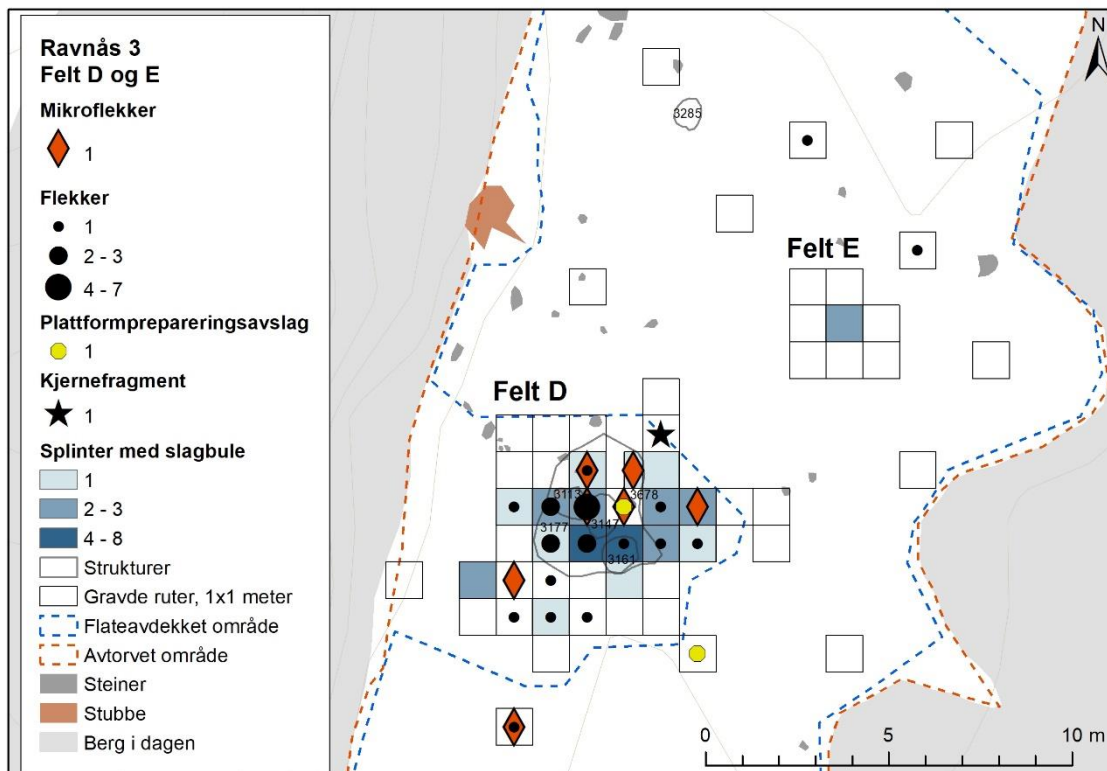 Ravnås 3
Felt D og E
Mikroflekker
1
Flekker
1
2 - 3
4 - 7
Plattformprepareringsavslag
1
Kjernefragment
1
Splinter med slagbule
1
2 - 3
4 - 8
Strukturer
Gravde ruter, 1x1 meter
Flateavdekket område
Avtorvet område
Steiner
Stubbe
Berg i dagen
N
3285
Felt E
Felt D
3113
3678
3177
3147
3161
0
5
10 m